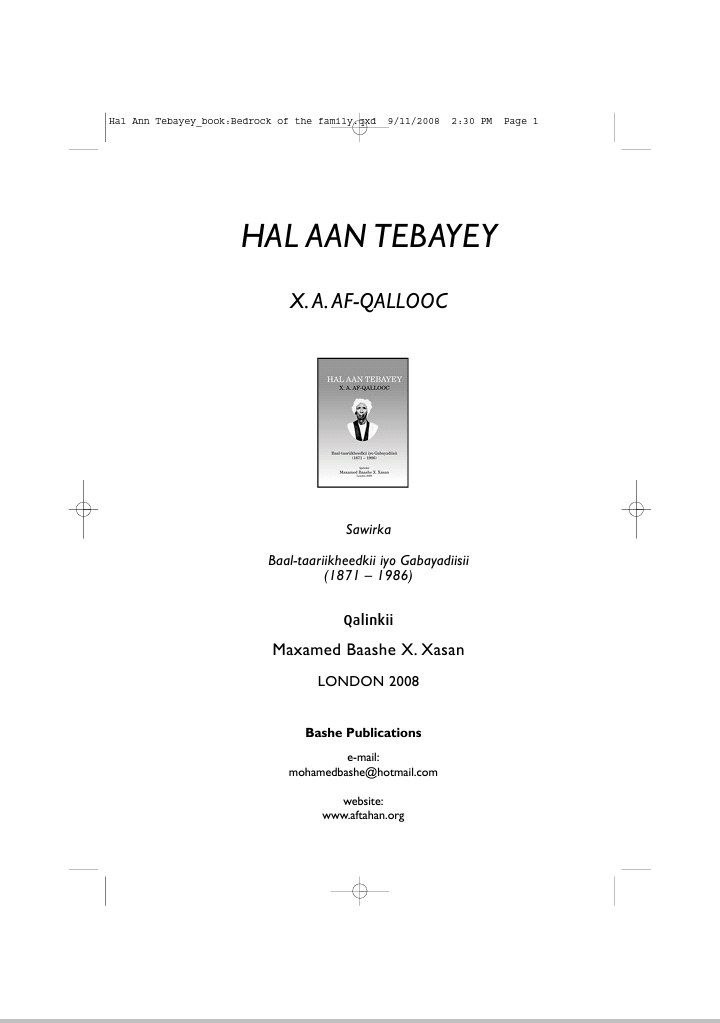 Hal Ann Tebayey_book:Bedrock of the family.qxd 9/11/2008 2:30 PM Page 1
HAL AAN TEBAYEY
X. A. AF-QALLOOC
HAL AAN TEBAYEY
X. A. AF-QALLOOC
Baal-taariikheedkii iyo Gabayadiisii
(1871 – 1986)
Qalinkii
Maxamed Baashe X. Xasan
London 2008
Sawirka
Baal-taariikheedkii iyo Gabayadiisii
(1871 – 1986)
Qalinkii
Maxamed Baashe X. Xasan
LONDON 2008
Bashe Publications
e-mail:
mohamedbashe@hotmail.com
website:
www.aftahan.org